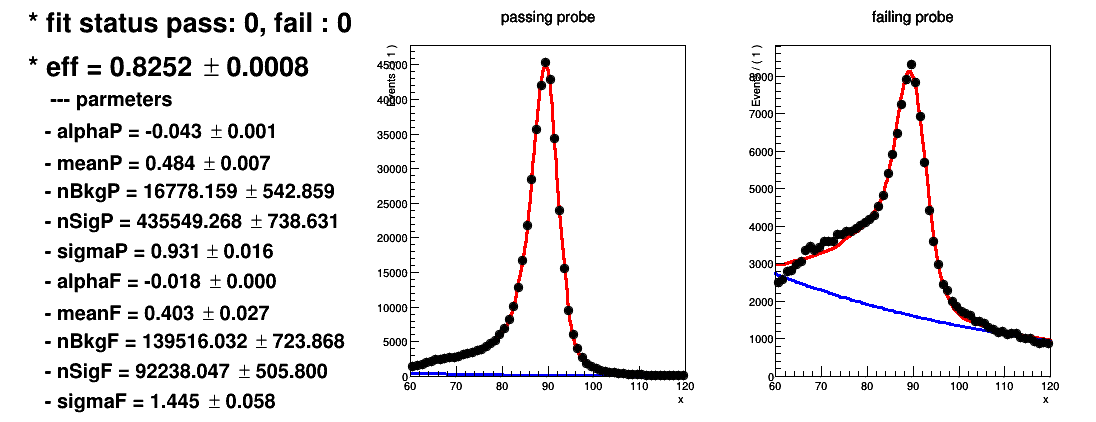 * fit status pass: 0, fail : 0
* eff = 0.8252 ± 0.0008
--- parmeters
- alphaP = -0.043 ± 0.001
- meanP = 0.484 ± 0.007
- nBkgP = 16778.159 ± 542.859
- nSigP = 435549.268 ± 738.631
- sigmaP = 0.931 ± 0.016
- alphaF = -0.018 ± 0.000
- meanF = 0.403 ± 0.027
- nBkgF = 139516.032 ± 723.868
- nSigF = 92238.047 ± 505.800
- sigmaF = 1.445 ± 0.058
passing probe
Events / ( 1 )
45000
40000
35000
30000
25000
20000
15000
10000
5000
0
60 70 80 90 100 110 120
x
failing probe
Events / ( 1 )
8000
7000
6000
5000
4000
3000
2000
1000
0
60 70 80 90 100 110 120
x